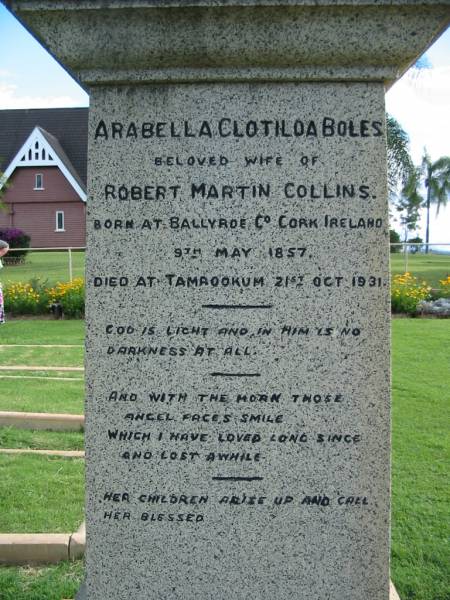 ARABELLA CLOTILDA BOLES
BELOVED WIFE OF
ROBERT MARTIN COLLINS.
BORN AT BALLYROE, CO CORK IRELAND
9TH MAY 1857.
DIED AT TAMROOKUM 21ST OCT 1931.
GOD IS LIGHT AND IN HIM IS NO
DARKNESS AT ALL.
AND WITH THE MORN THOSE
ANGEL FACES SMILE
WHICH I HAVE LOVED LONG SINCE
AND LOST AWHILE
HER CHILDREN ARISE UP AND CALL
HER BLESSED